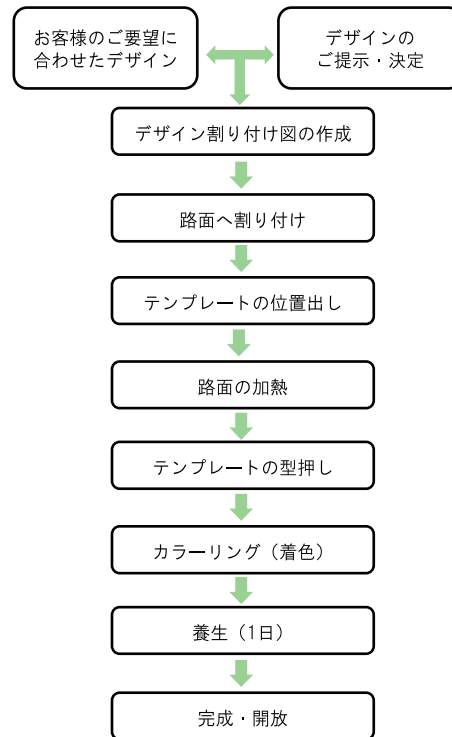 お客様のご要望に
合わせたデザイン
デザインの
ご提示・決定
デザイン割り付け図の作成
路面へ割り付け
テンプレートの位置出し
路面の加熱
テンプレートの型押し
カラーリング（着色）
養生（1日）
完成・開放